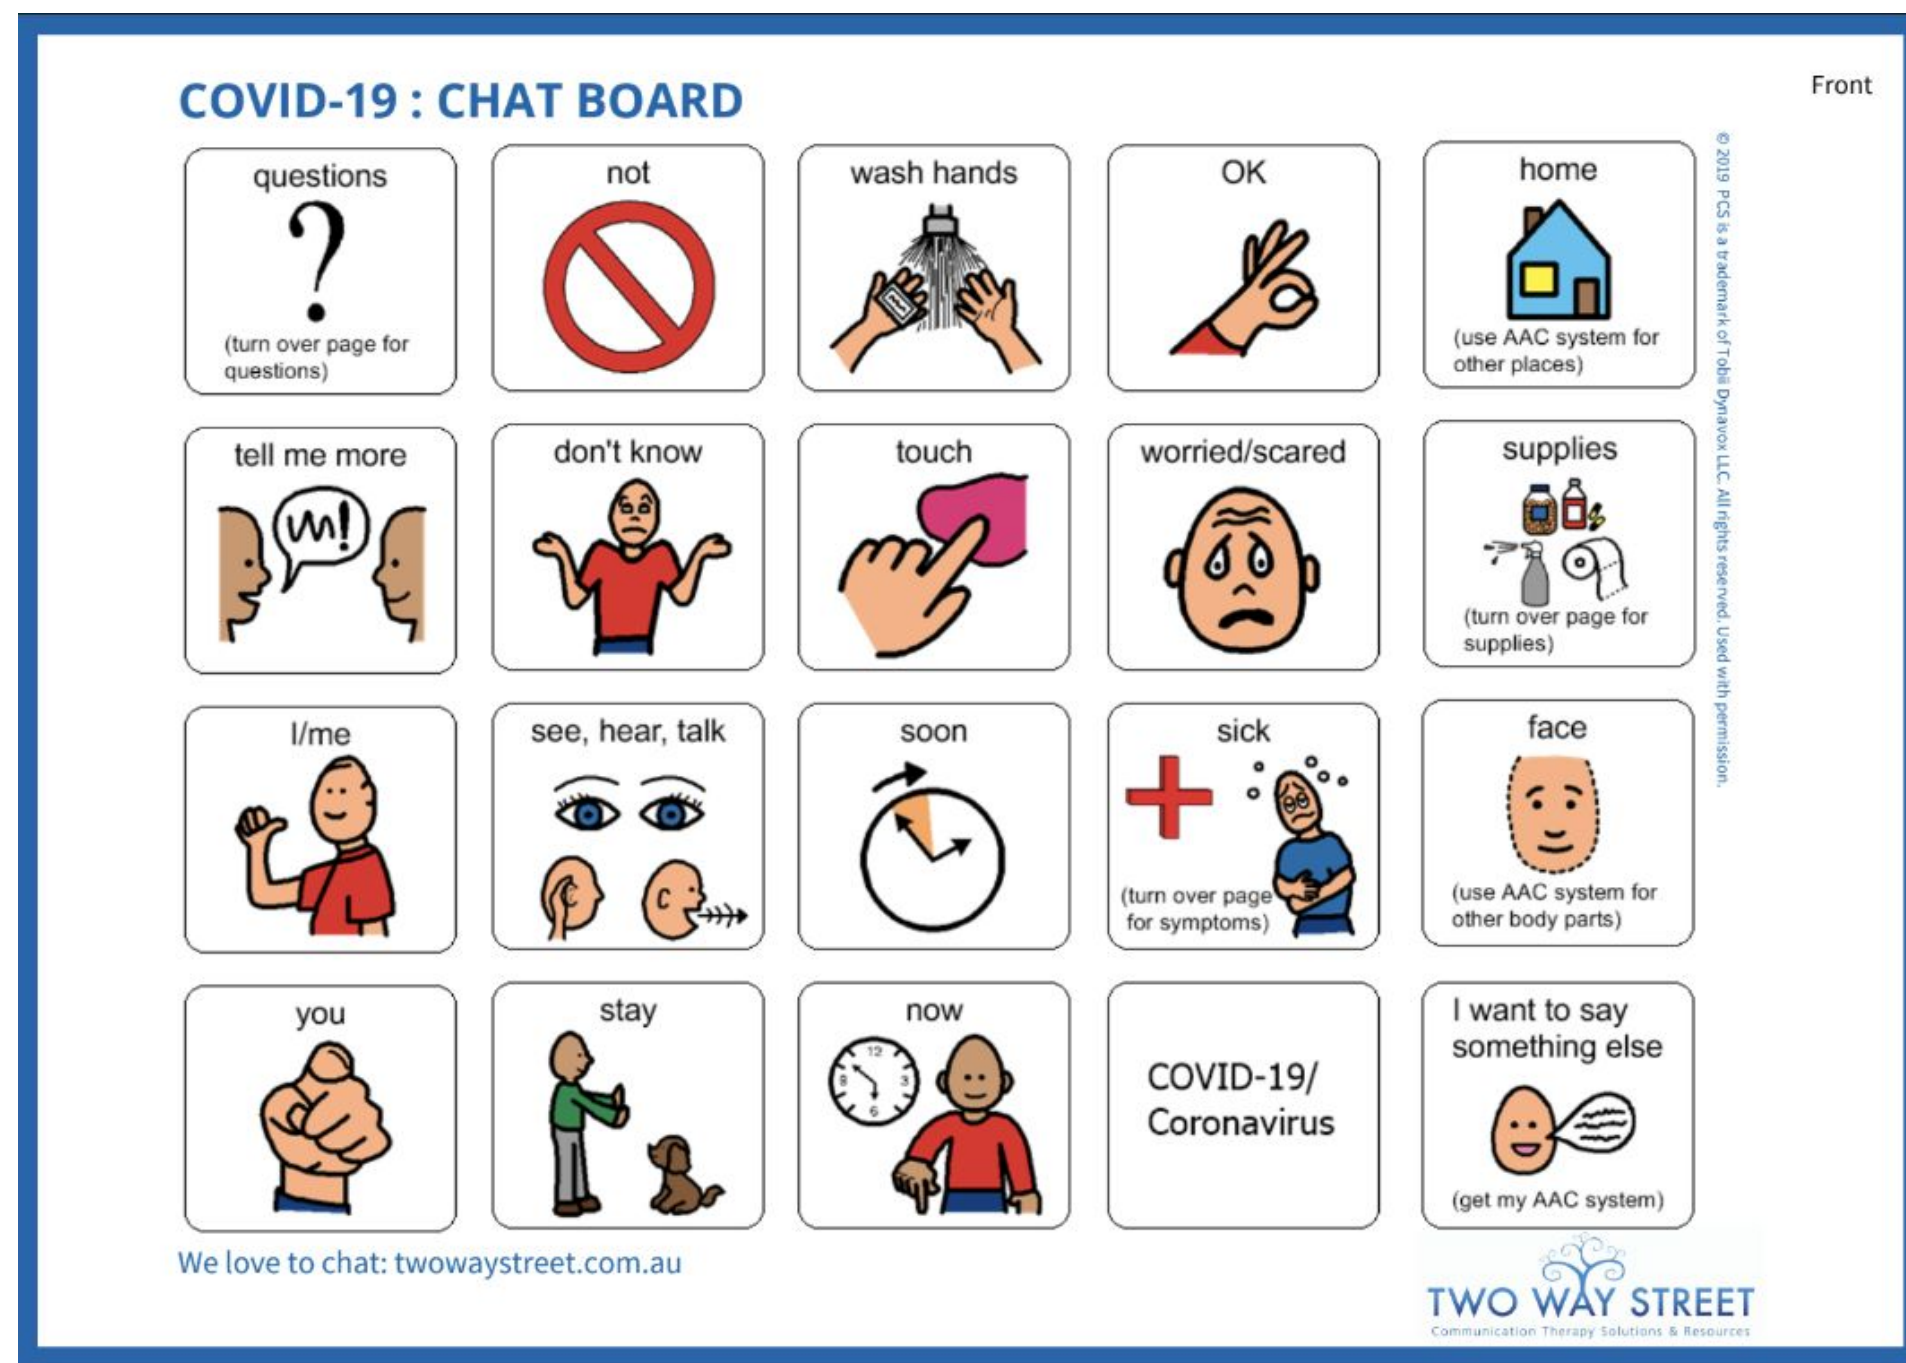 COVID-19 : CHAT BOARD
Front
questions
?
(turn over page for
questions)
not
wash hands
OK
home
(use AAC system for
other places)
tell me more
m!
don't know
touch
worried/scared
supplies
(turn over page for
supplies)
I/me
see, hear, talk
soon
sick
(turn over page
for symptoms)
face
(use AAC system for
other body parts)
you
stay
now
12
3
6
9
COVID-19/
Coronavirus
I want to say
something else
(get my AAC system)
© 2019 PCS is a trademark of Tobii Dynavox LLC. All rights reserved. Used with permission.
We love to chat: twowaystreet.com.au
TWO WAY STREET
Communication Therapy Solutions & Resources